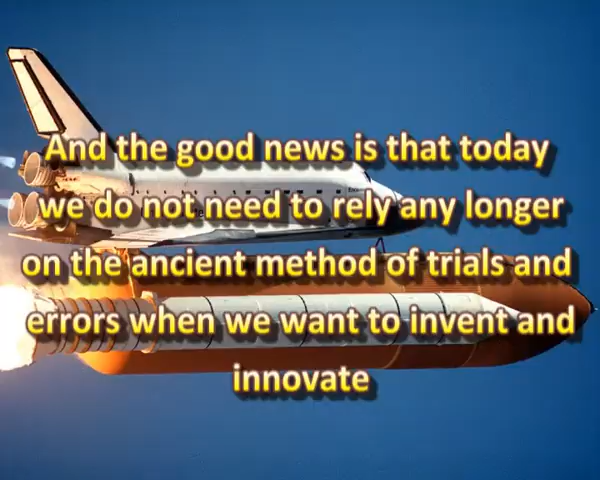 And the good news is that today
we do not need to rely any longer
on the ancient method of trials and
errors when we want to invent and
innovate